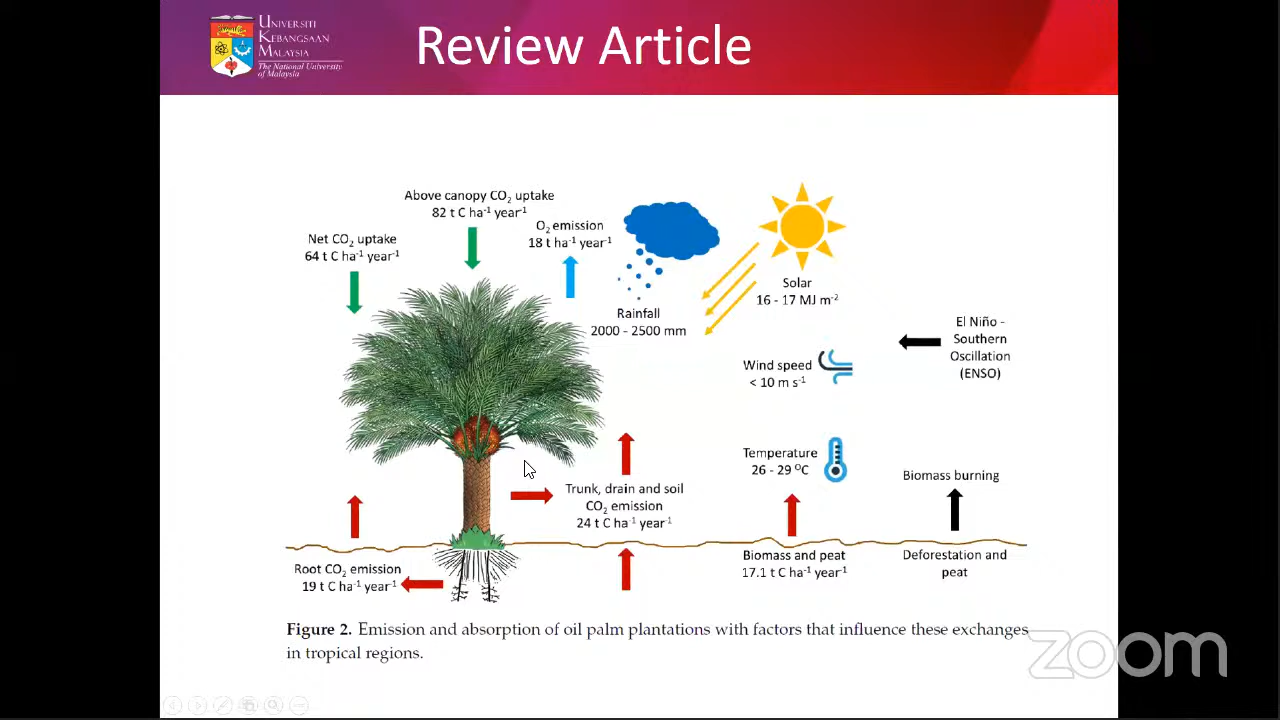 UNIVERSITI
KEBANGSAAN
MALAYSIA
The National University
of Malaysia
Review Article
Above canopy CO₂ uptake
82 t C ha⁻¹ year⁻¹
O₂ emission
18 t ha⁻¹ year⁻¹
Net CO₂ uptake
64 t C ha⁻¹ year⁻¹
Solar
16 - 17 MJ m⁻²
Rainfall
2000 - 2500 mm
El Niño -
Southern
Oscillation
(ENSO)
Wind speed
< 10 m s⁻¹
Temperature
26 - 29 ⁰C
Biomass burning
Trunk, drain and soil
CO₂ emission
24 t C ha⁻¹ year⁻¹
Root CO₂ emission
19 t C ha⁻¹ year⁻¹
Biomass and peat
17.1 t C ha⁻¹ year⁻¹
Deforestation and
peat
Figure 2. Emission and absorption of oil palm plantations with factors that influence these exchanges
in tropical regions.
zoom